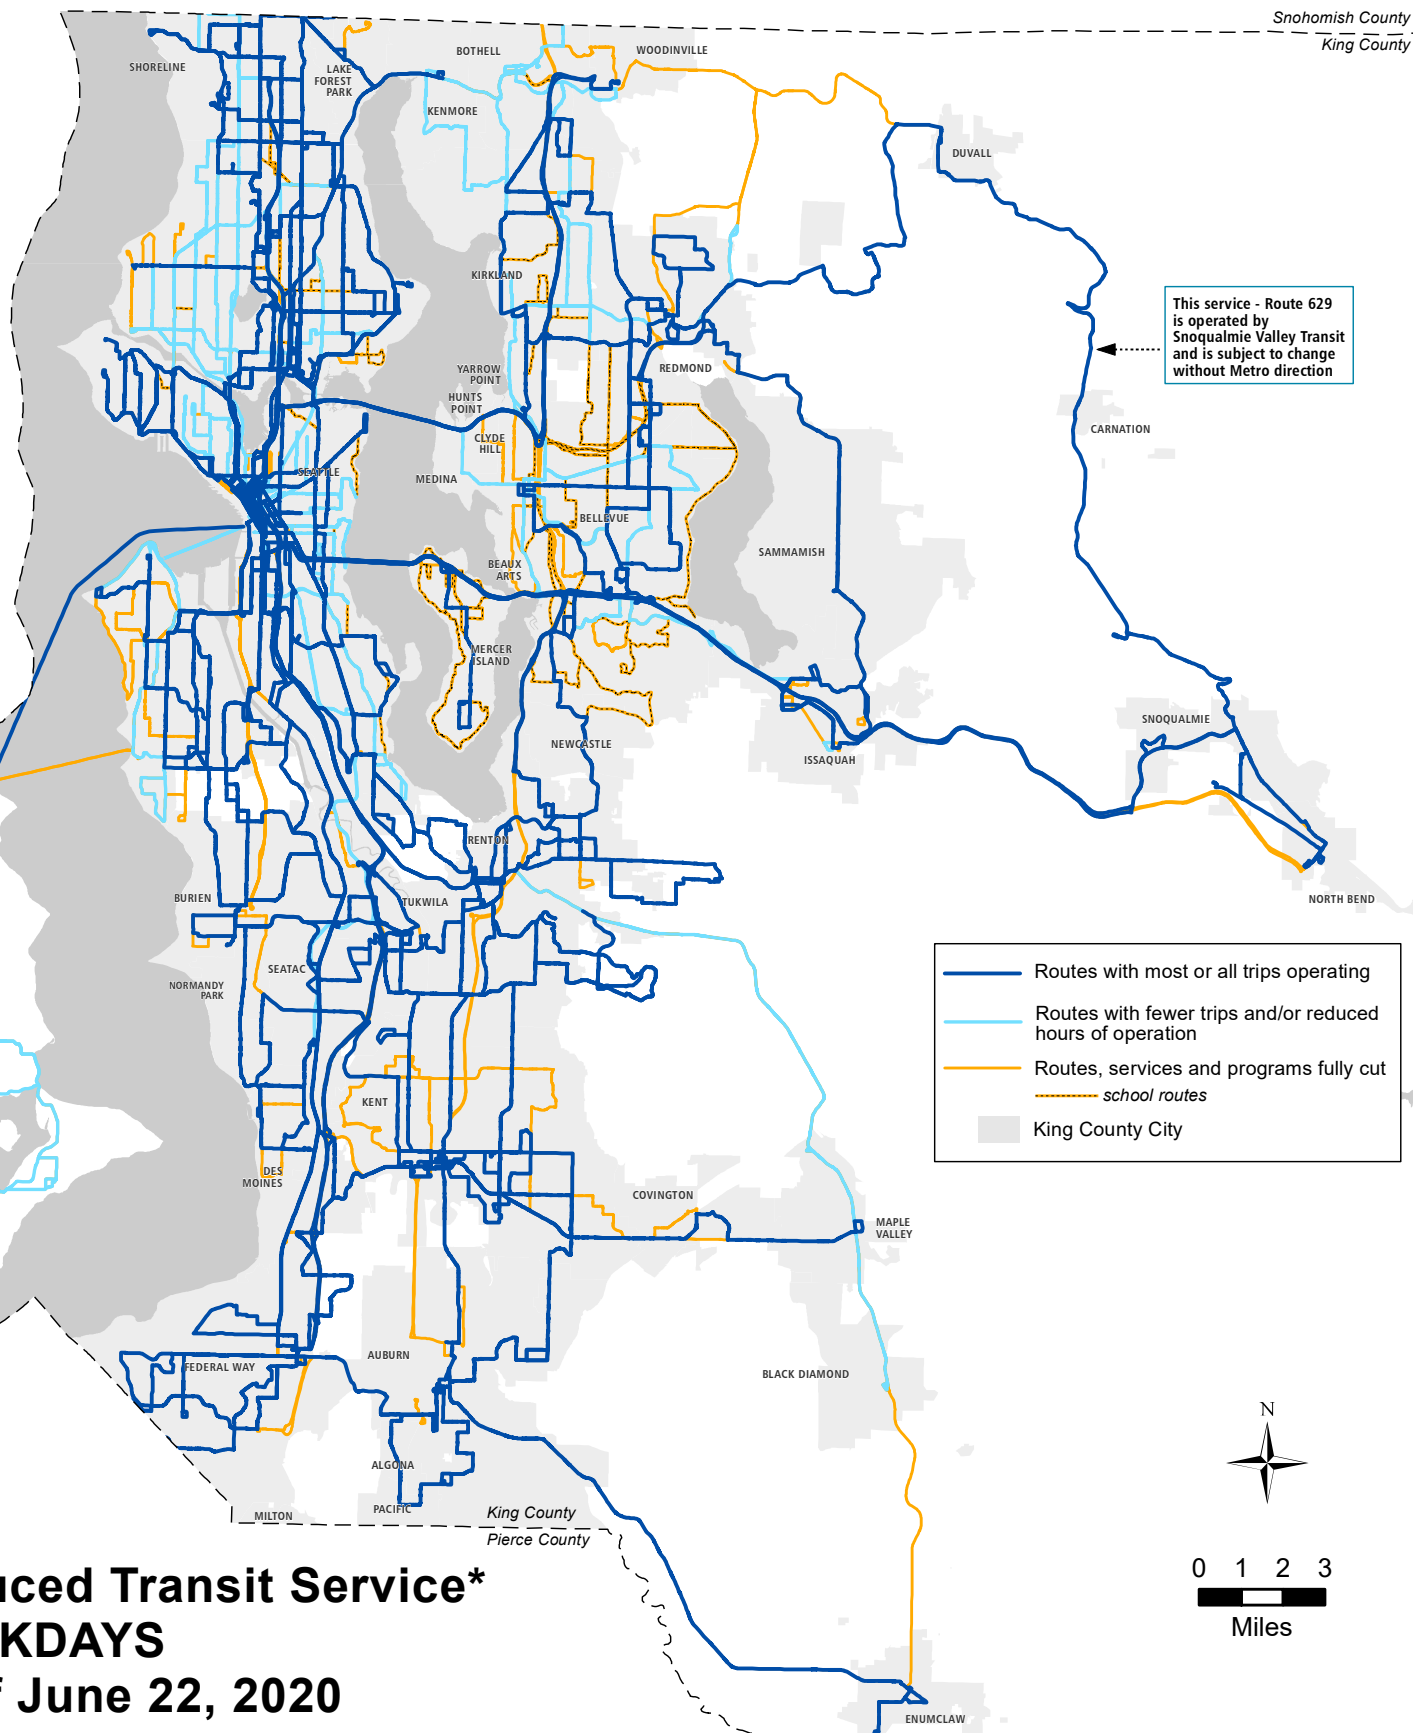 Snohomish County
King County
SHORELINE
LAKE
FOREST
PARK
BOTHELL
WOODINVILLE
KENMORE
DUVALL
KIRKLAND
This service - Route 629
is operated by
Snoqualmie Valley Transit
and is subject to change
without Metro direction
YARROW
POINT
REDMOND
HUNTS
POINT
CARNATION
CLYDE
HILL
SEATTLE
MEDINA
BELLEVUE
SAMMAMISH
BEAUX
ARTS
MERCER
ISLAND
SNOQUALMIE
NEWCASTLE
ISSAQUAH
RENTON
BURIEN
TUKWILA
NORTH BEND
SEATAC
NORMANDY
PARK
Routes with most or all trips operating
Routes with fewer trips and/or reduced
hours of operation
Routes, services and programs fully cut
school routes
King County City
KENT
DES
MOINES
COVINGTON
MAPLE
VALLEY
FEDERAL WAY
AUBURN
BLACK DIAMOND
N
ALGONA
PACIFIC
MILTON
King County
Pierce County
0 1 2 3
Miles
uced Transit Service*
KDAYS
June 22, 2020
ENUMCLAW